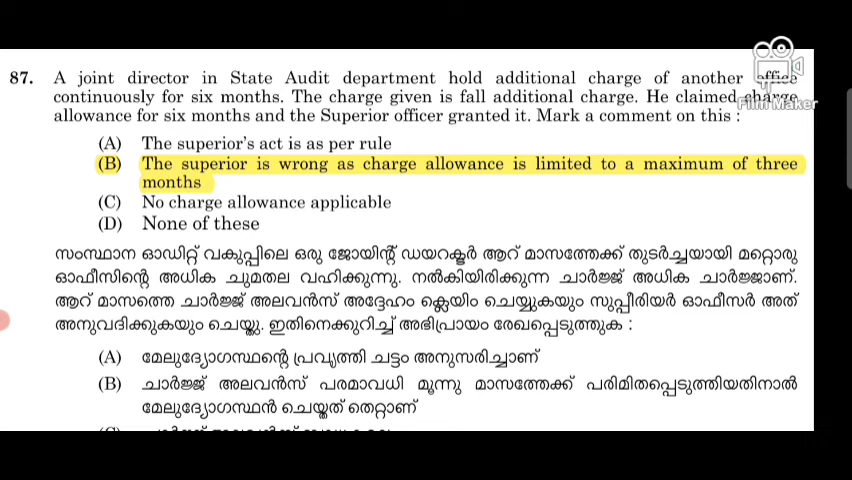 87. A joint director in State Audit department hold additional charge of another office
continuously for six months. The charge given is fall additional charge. He claimed charge
allowance for six months and the Superior officer granted it. Mark a comment on this :
Film Maker
(A) The superior's act is as per rule
(B) The superior is wrong as charge allowance is limited to a maximum of three
months
(C) No charge allowance applicable
(D) None of these
സംസ്ഥാന ഓഡിറ്റ് വകുപ്പിലെ ഒരു ജോയിന്റ് ഡയറക്ടർ ആറ് മാസത്തേക്ക് തുടർച്ചയായി മറ്റൊരു
ഓഫീസിന്റെ അധിക ചുമതല വഹിക്കുന്നു. നൽകിയിരിക്കുന്ന ചാർജ്ജ് അധിക ചാർജ്ജാണ്.
ആറ് മാസത്തെ ചാർജ്ജ് അലവൻസ് അദ്ദേഹം ക്ലെയിം ചെയ്യുകയും സുപ്പീരിയർ ഓഫീസർ അത്
അനുവദിക്കുകയും ചെയ്തു. ഇതിനെക്കുറിച്ച് അഭിപ്രായം രേഖപ്പെടുത്തുക :
(A) മേലുദ്യോഗസ്ഥന്റെ പ്രവൃത്തി ചട്ടം അനുസരിച്ചാണ്
(B) ചാർജ്ജ് അലവൻസ് പരമാവധി മൂന്നു മാസത്തേക്ക് പരിമിതപ്പെടുത്തിയതിനാൽ
മേലുദ്യോഗസ്ഥൻ ചെയ്തത് തെറ്റാണ്